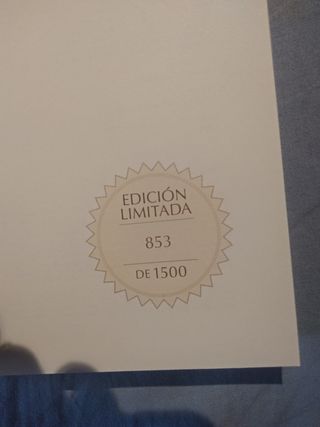 EDICIÓN
LIMITADA
853
DE 1500